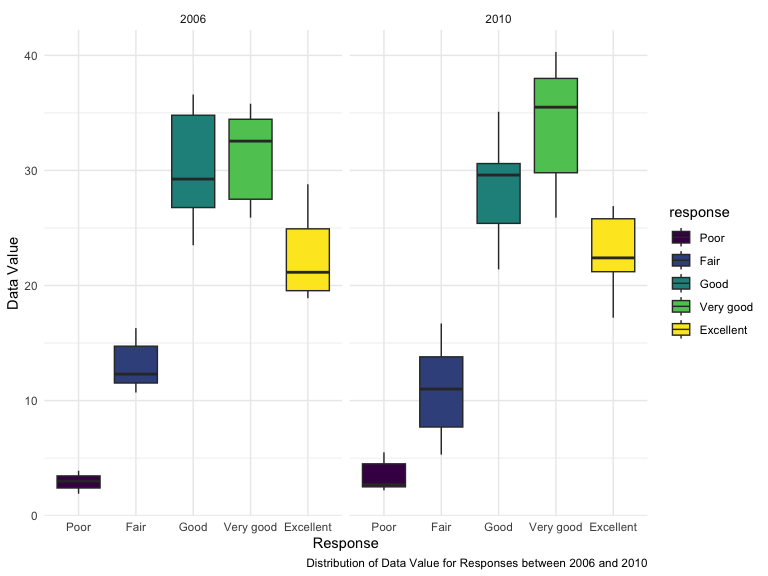 2006 2010
40
30
20
10
0
Data Value
Poor Fair Good Very good Excellent Poor Fair Good Very good Excellent
Response
Distribution of Data Value for Responses between 2006 and 2010
response
Poor
Fair
Good
Very good
Excellent